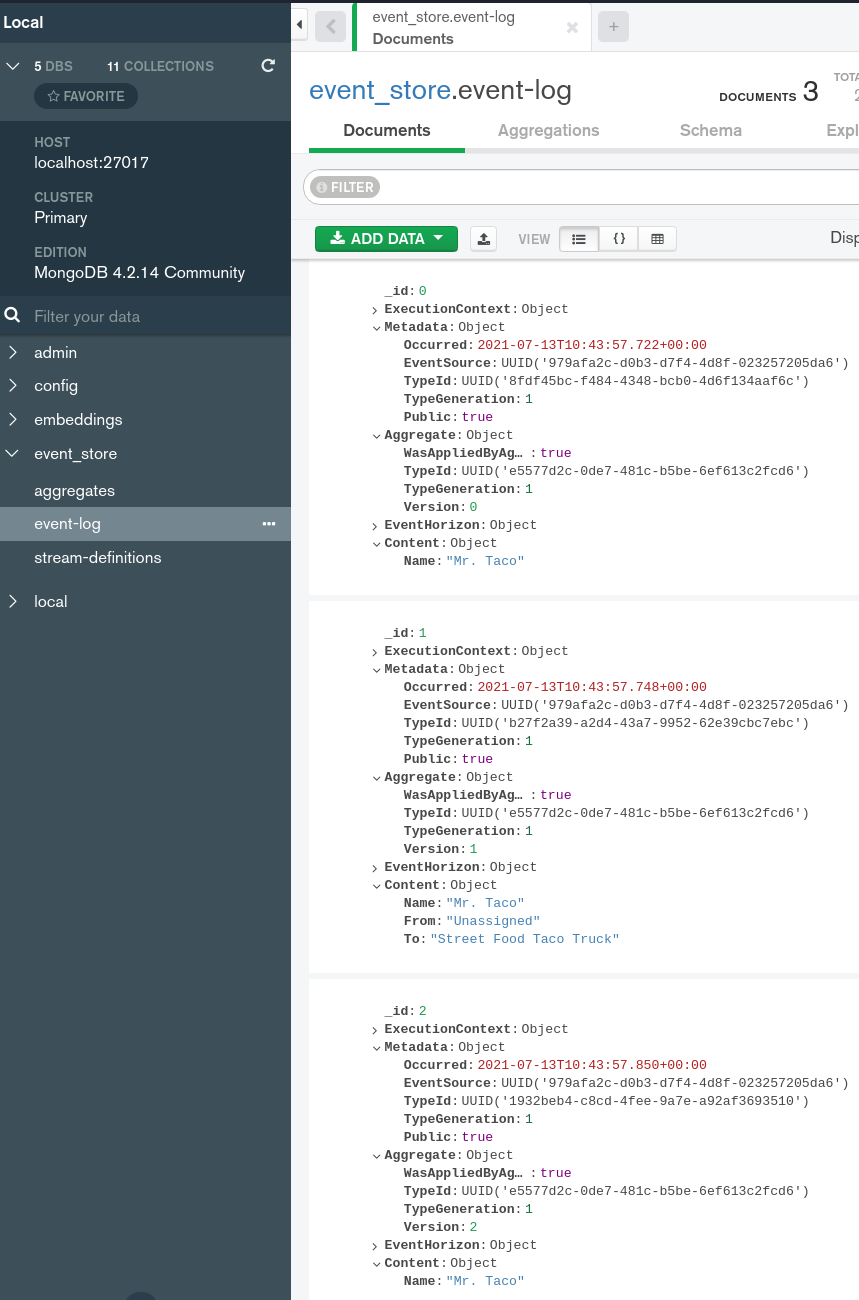 Local
5 DBS 11 COLLECTIONS
FAVORITE
HOST
localhost:27017
CLUSTER
Primary
EDITION
MongoDB 4.2.14 Community
Filter your data
admin
config
embeddings
event_store
aggregates
event-log
stream-definitions
local
event_store.event-log
Documents
event_store.event-log
DOCUMENTS 3
Documents Aggregations Schema
FILTER
ADD DATA VIEW { }
_id: 0
ExecutionContext: Object
Metadata: Object
Occurred: 2021-07-13T10:43:57.722+00:00
EventSource: UUID('979afa2c-d0b3-d7f4-4d8f-023257205da6')
TypeId: UUID('8fdf45bc-f484-4348-bcb0-4d6f134aaf6c')
TypeGeneration: 1
Public: true
Aggregate: Object
WasAppliedByAg… : true
TypeId: UUID('e5577d2c-0de7-481c-b5be-6ef613c2fcd6')
TypeGeneration: 1
Version: 0
EventHorizon: Object
Content: Object
Name: "Mr. Taco"
_id: 1
ExecutionContext: Object
Metadata: Object
Occurred: 2021-07-13T10:43:57.748+00:00
EventSource: UUID('979afa2c-d0b3-d7f4-4d8f-023257205da6')
TypeId: UUID('b27f2a39-a2d4-43a7-9952-62e39cbc7ebc')
TypeGeneration: 1
Public: true
Aggregate: Object
WasAppliedByAg… : true
TypeId: UUID('e5577d2c-0de7-481c-b5be-6ef613c2fcd6')
TypeGeneration: 1
Version: 1
EventHorizon: Object
Content: Object
Name: "Mr. Taco"
From: "Unassigned"
To: "Street Food Taco Truck"
_id: 2
ExecutionContext: Object
Metadata: Object
Occurred: 2021-07-13T10:43:57.850+00:00
EventSource: UUID('979afa2c-d0b3-d7f4-4d8f-023257205da6')
TypeId: UUID('1932beb4-c8cd-4fee-9a7e-a92af3693510')
TypeGeneration: 1
Public: true
Aggregate: Object
WasAppliedByAg… : true
TypeId: UUID('e5577d2c-0de7-481c-b5be-6ef613c2fcd6')
TypeGeneration: 1
Version: 2
EventHorizon: Object
Content: Object
Name: "Mr. Taco"